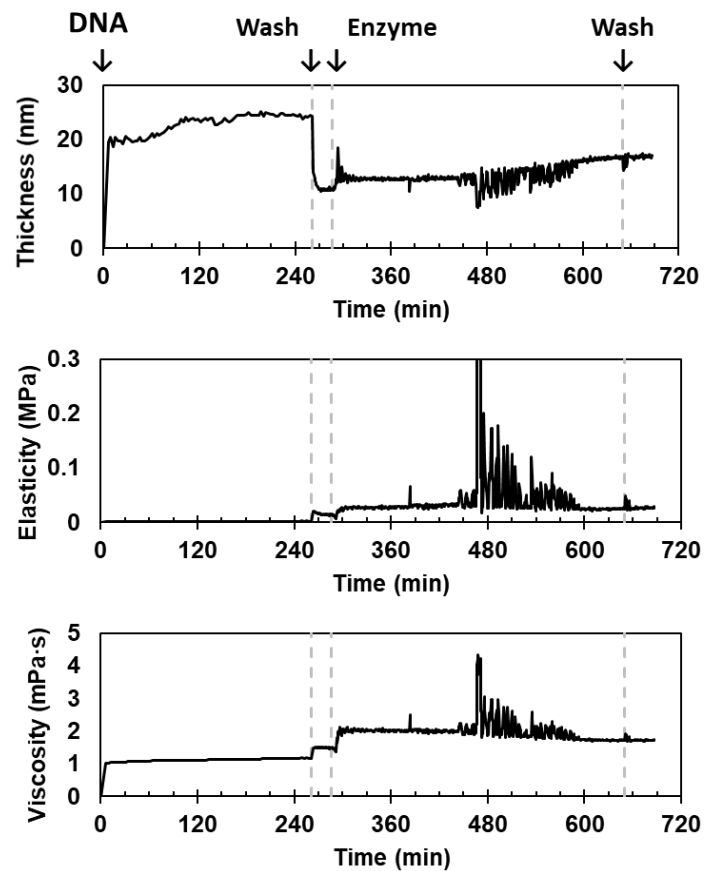 DNA Wash Enzyme Wash
30
20
10
0
Thickness (nm)
0 120 240 360 480 600 720
Time (min)
0.3
0.2
0.1
0
Elasticity (MPa)
0 120 240 360 480 600 720
Time (min)
5
4
3
2
1
0
Viscosity (mPa·s)
0 120 240 360 480 600 720
Time (min)